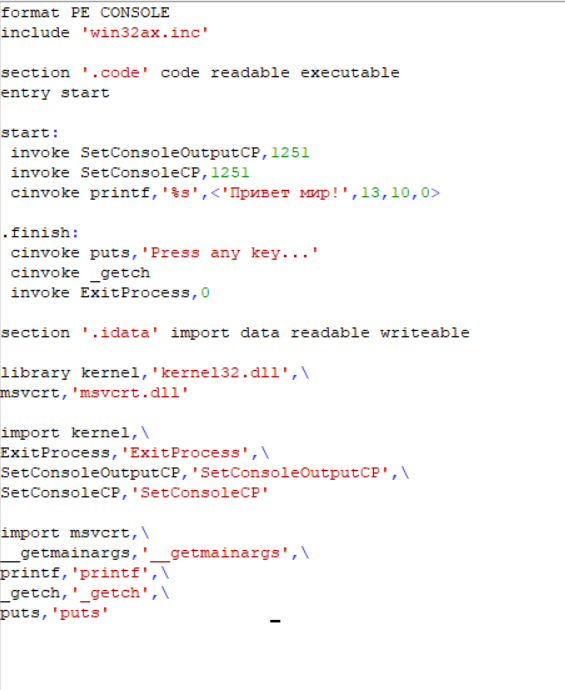 format PE CONSOLE
include 'win32ax.inc'
section '.code' code readable executable
entry start
start:
invoke SetConsoleOutputCP,1251
invoke SetConsoleCP,1251
cinvoke printf,'%s',<'Привет мир!',13,10,0>
.finish:
cinvoke puts,'Press any key...'
cinvoke _getch
invoke ExitProcess,0
section '.idata' import data readable writeable
library kernel,'kernel32.dll',\
msvcrt,'msvcrt.dll'
import kernel,\
ExitProcess,'ExitProcess',\
SetConsoleOutputCP,'SetConsoleOutputCP',\
SetConsoleCP,'SetConsoleCP'
import msvcrt,\
__getmainargs,'__getmainargs',\
printf,'printf',\
_getch,'_getch',\
puts,'puts'